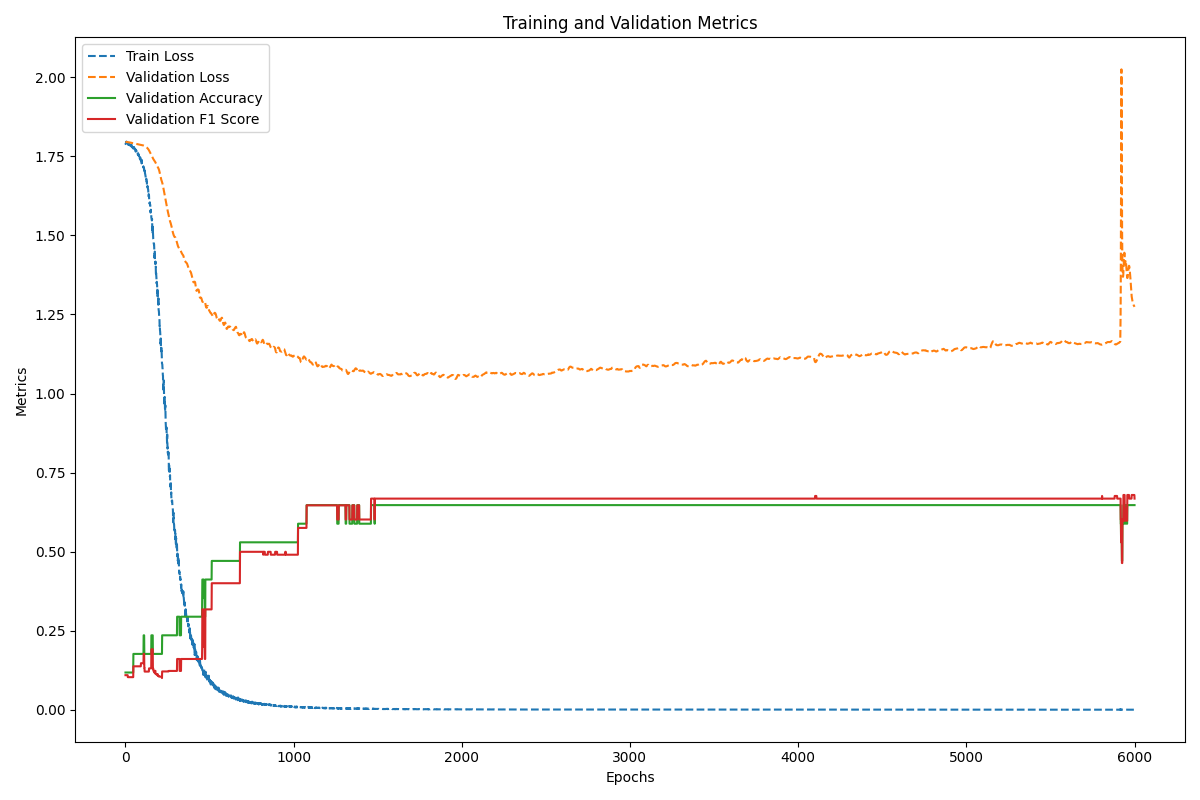 Training and Validation Metrics
Train Loss
Validation Loss
Validation Accuracy
Validation F1 Score
2.00
1.75
1.50
1.25
1.00
0.75
0.50
0.25
0.00
Metrics
0 1000 2000 3000 4000 5000 6000
Epochs